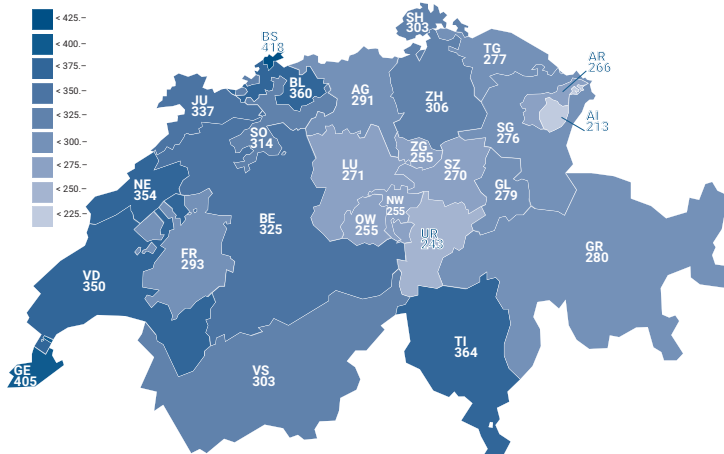 < 425.–
< 400.–
< 375.–
< 350.–
< 325.–
< 300.–
< 275.–
< 250.–
< 225.–
BS
418
SH
303
TG
277
AR
266
AI
213
BL
360
AG
291
ZH
306
JU
337
SO
314
SG
276
ZG
255
LU
271
SZ
270
NE
354
GL
279
NW
255
OW
255
BE
325
UR
243
FR
293
GR
280
VD
350
TI
364
GE
405
VS
303